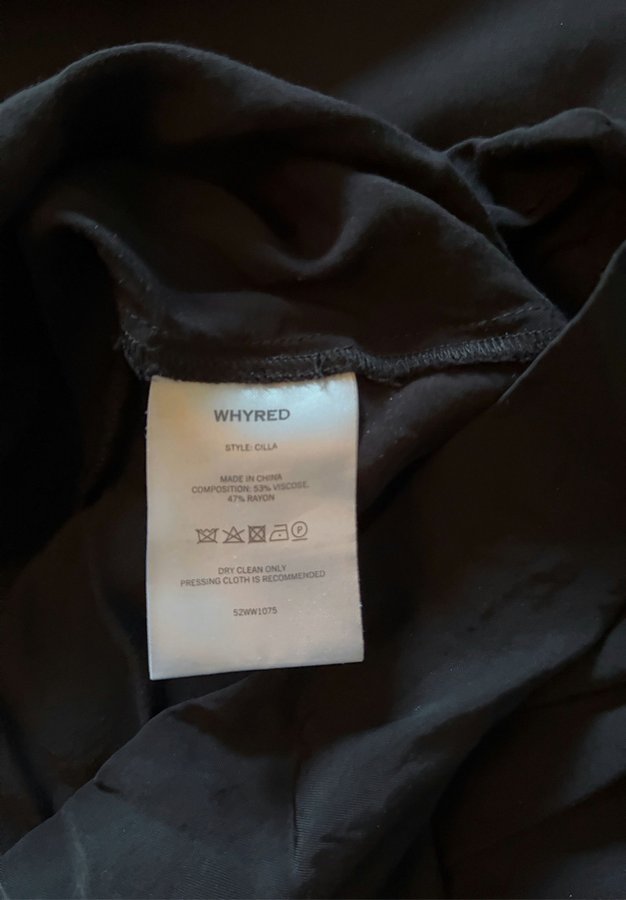 WHYRED
STYLE: CILLA
MADE IN CHINA
COMPOSITION: 53% VISCOSE,
47% RAYON
P
DRY CLEAN ONLY
PRESSING CLOTH IS RECOMMENDED
52WW1075